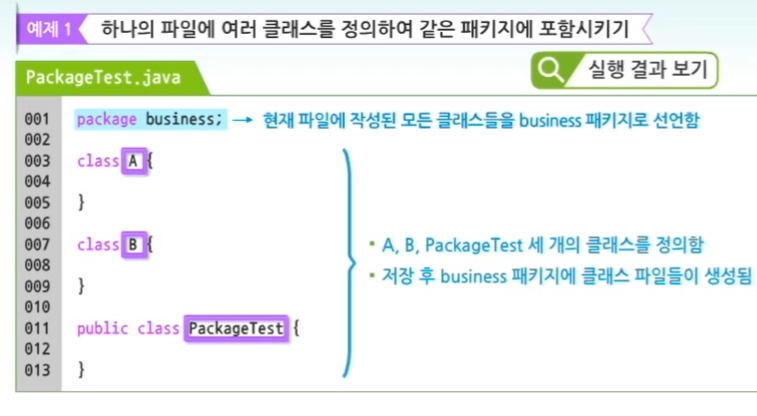 예제 1 하나의 파일에 여러 클래스를 정의하여 같은 패키지에 포함시키기
실행 결과 보기
PackageTest.java
001 package business; → 현재 파일에 작성된 모든 클래스들을 business 패키지로 선언함
002
003 class A {
004
005 }
006
007 class B {
008
009 }
010
011 public class PackageTest {
012
013 }
• A, B, PackageTest 세 개의 클래스를 정의함
• 저장 후 business 패키지에 클래스 파일들이 생성됨